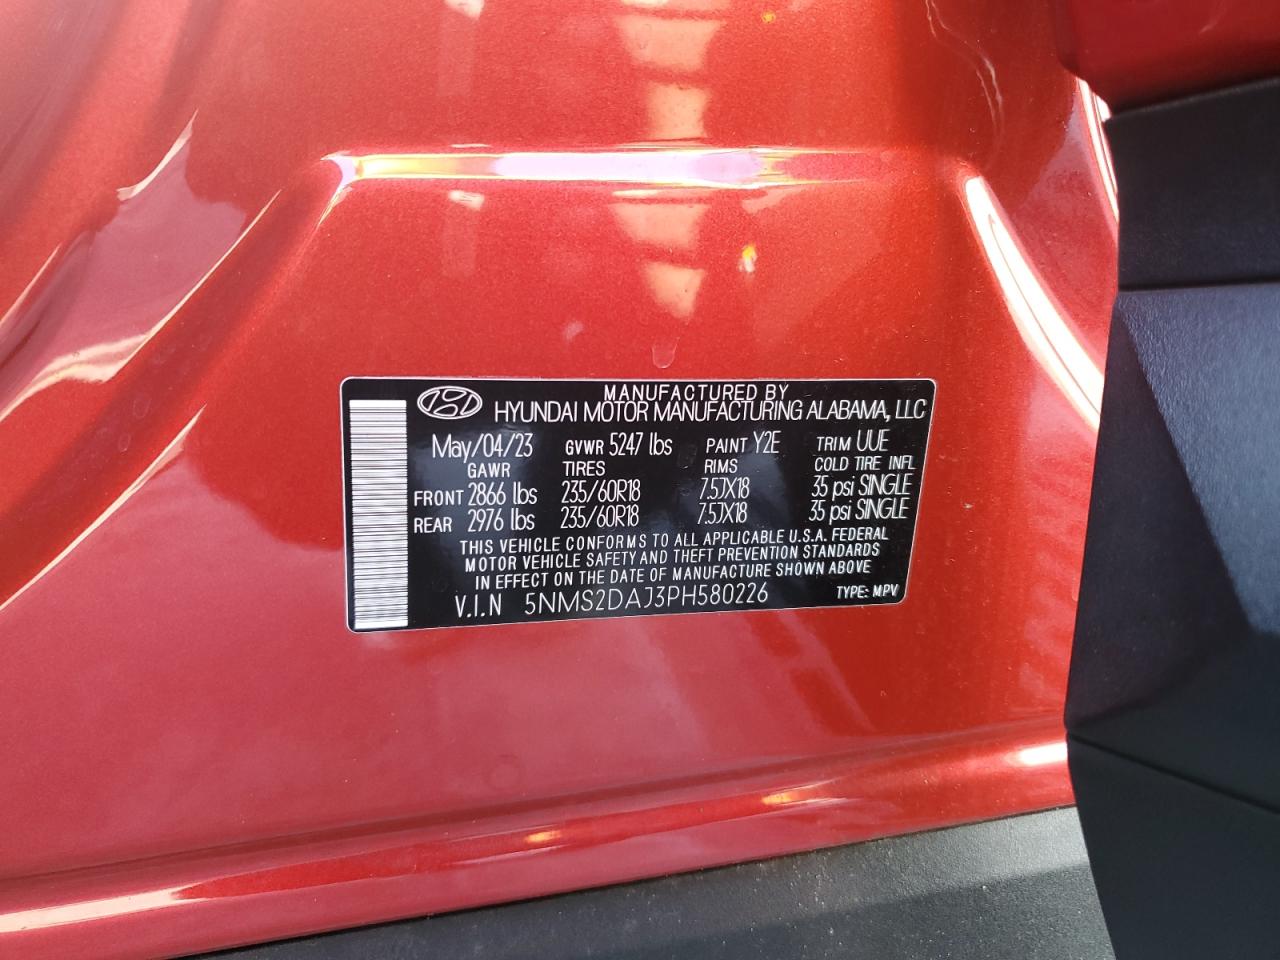 MANUFACTURED BY
HYUNDAI MOTOR MANUFACTURING ALABAMA, LLC
May/04/23 GVWR 5247 lbs PAINT Y2E TRIM UUE
GAWR TIRES RIMS COLD TIRE INFL
FRONT 2866 lbs 235/60R18 7.5JX18 35 psi SINGLE
REAR 2976 lbs 235/60R18 7.5JX18 35 psi SINGLE
THIS VEHICLE CONFORMS TO ALL APPLICABLE U.S.A. FEDERAL
MOTOR VEHICLE SAFETY AND THEFT PREVENTION STANDARDS
IN EFFECT ON THE DATE OF MANUFACTURE SHOWN ABOVE
V.I.N 5NMS2DAJ3PH580226 TYPE: MPV